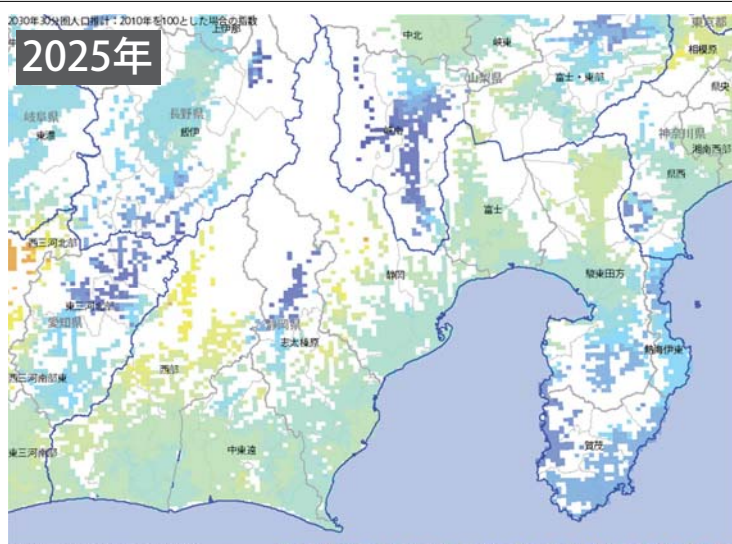 2030年30分圏人口推計：2010年を100とした場合の指数
2025年
上伊那
中北
峡東
東京都
相模原
山梨県
富士・東部
県央
岐阜県
東濃
長野県
飯伊
峡南
神奈川県
湘南西部
県西
富士
西三河北部
静岡
駿東田方
東三河北部
愛知県
静岡県
志太榛原
熱海伊東
西三河南部東
西部
東三河南部
中東遠
賀茂